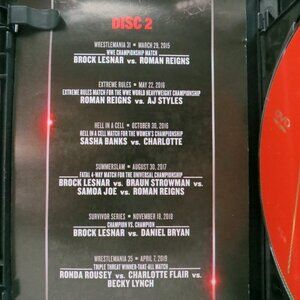 DISC 2
WRESTLEMANIA 31 • MARCH 29, 2015
WWE CHAMPIONSHIP MATCH
BROCK LESNAR vs. ROMAN REIGNS
EXTREME RULES • MAY 22, 2016
EXTREME RULES MATCH FOR THE WWE WORLD HEAVYWEIGHT CHAMPIONSHIP
ROMAN REIGNS vs. AJ STYLES
HELL IN A CELL • OCTOBER 30, 2016
HELL IN A CELL MATCH FOR THE WOMEN'S CHAMPIONSHIP
SASHA BANKS vs. CHARLOTTE
SUMMERSLAM • AUGUST 30, 2017
FATAL 4-WAY MATCH FOR THE UNIVERSAL CHAMPIONSHIP
BROCK LESNAR vs. BRAUN STROWMAN vs.
SAMOA JOE vs. ROMAN REIGNS
SURVIVOR SERIES • NOVEMBER 18, 2018
CHAMPION VS. CHAMPION
BROCK LESNAR vs. DANIEL BRYAN
WRESTLEMANIA 35 • APRIL 7, 2019
TRIPLE THREAT WINNER-TAKE-ALL MATCH
RONDA ROUSEY vs. CHARLOTTE FLAIR vs.
BECKY LYNCH